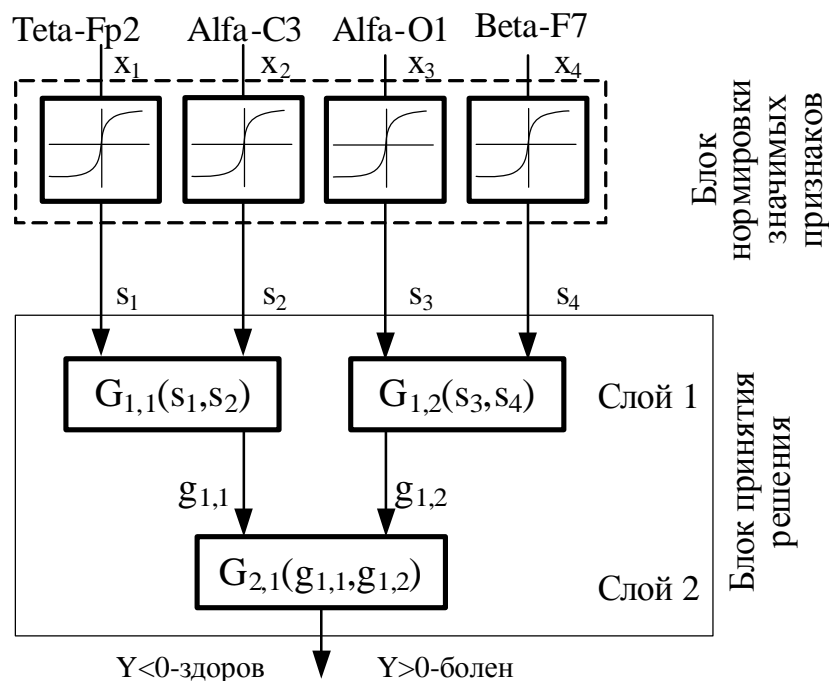 Teta-Fp2 Alfa-C3 Alfa-O1 Beta-F7
x1 x2 x3 x4
Блок
нормировки
значимых
признаков
s1 s2 s3 s4
G1,1(s1,s2) G1,2(s3,s4) Слой 1
g1,1 g1,2
G2,1(g1,1,g1,2) Слой 2
Блок принятия
решения
Y<0-здоров Y>0-болен